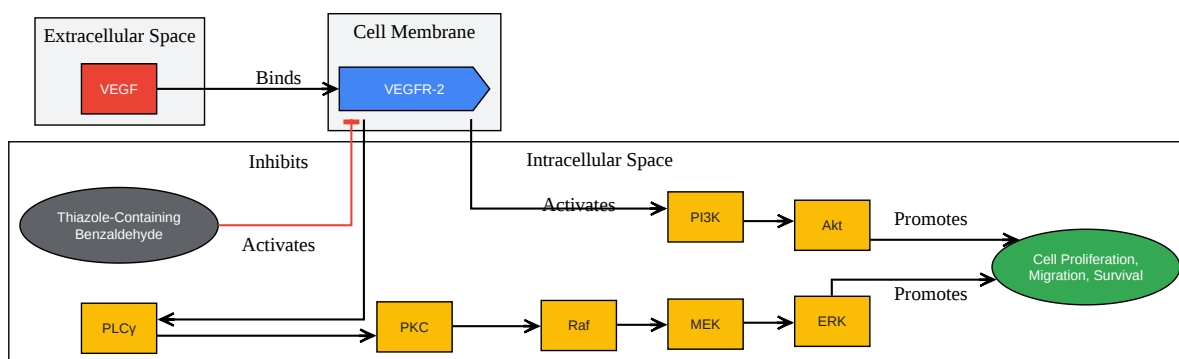 Extracellular Space
Cell Membrane
VEGF
Binds
VEGFR-2
Inhibits
Intracellular Space
Thiazole-Containing
Benzaldehyde
Activates
Activates
PI3K
Akt
Promotes
Cell Proliferation,
Migration, Survival
Promotes
PLCγ
PKC
Raf
MEK
ERK